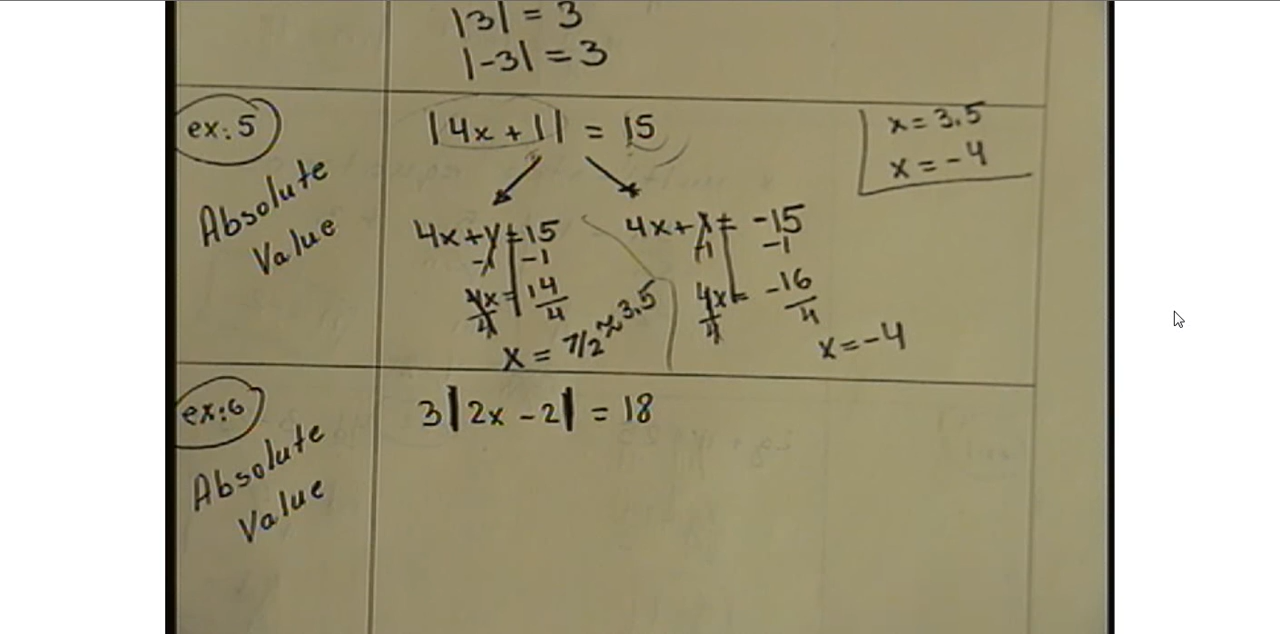 |3| = 3
|-3| = 3
ex: 5
Absolute
Value
|4x + 1| = 15
x = 3.5
x = -4
4x + 1 = 15
-1 -1
4x = 14
4 4
x = 7/2 ≈ 3.5
4x + 1 = -15
-1 -1
4x = -16
4 4
x = -4
ex: 6
Absolute
Value
3|2x - 2| = 18